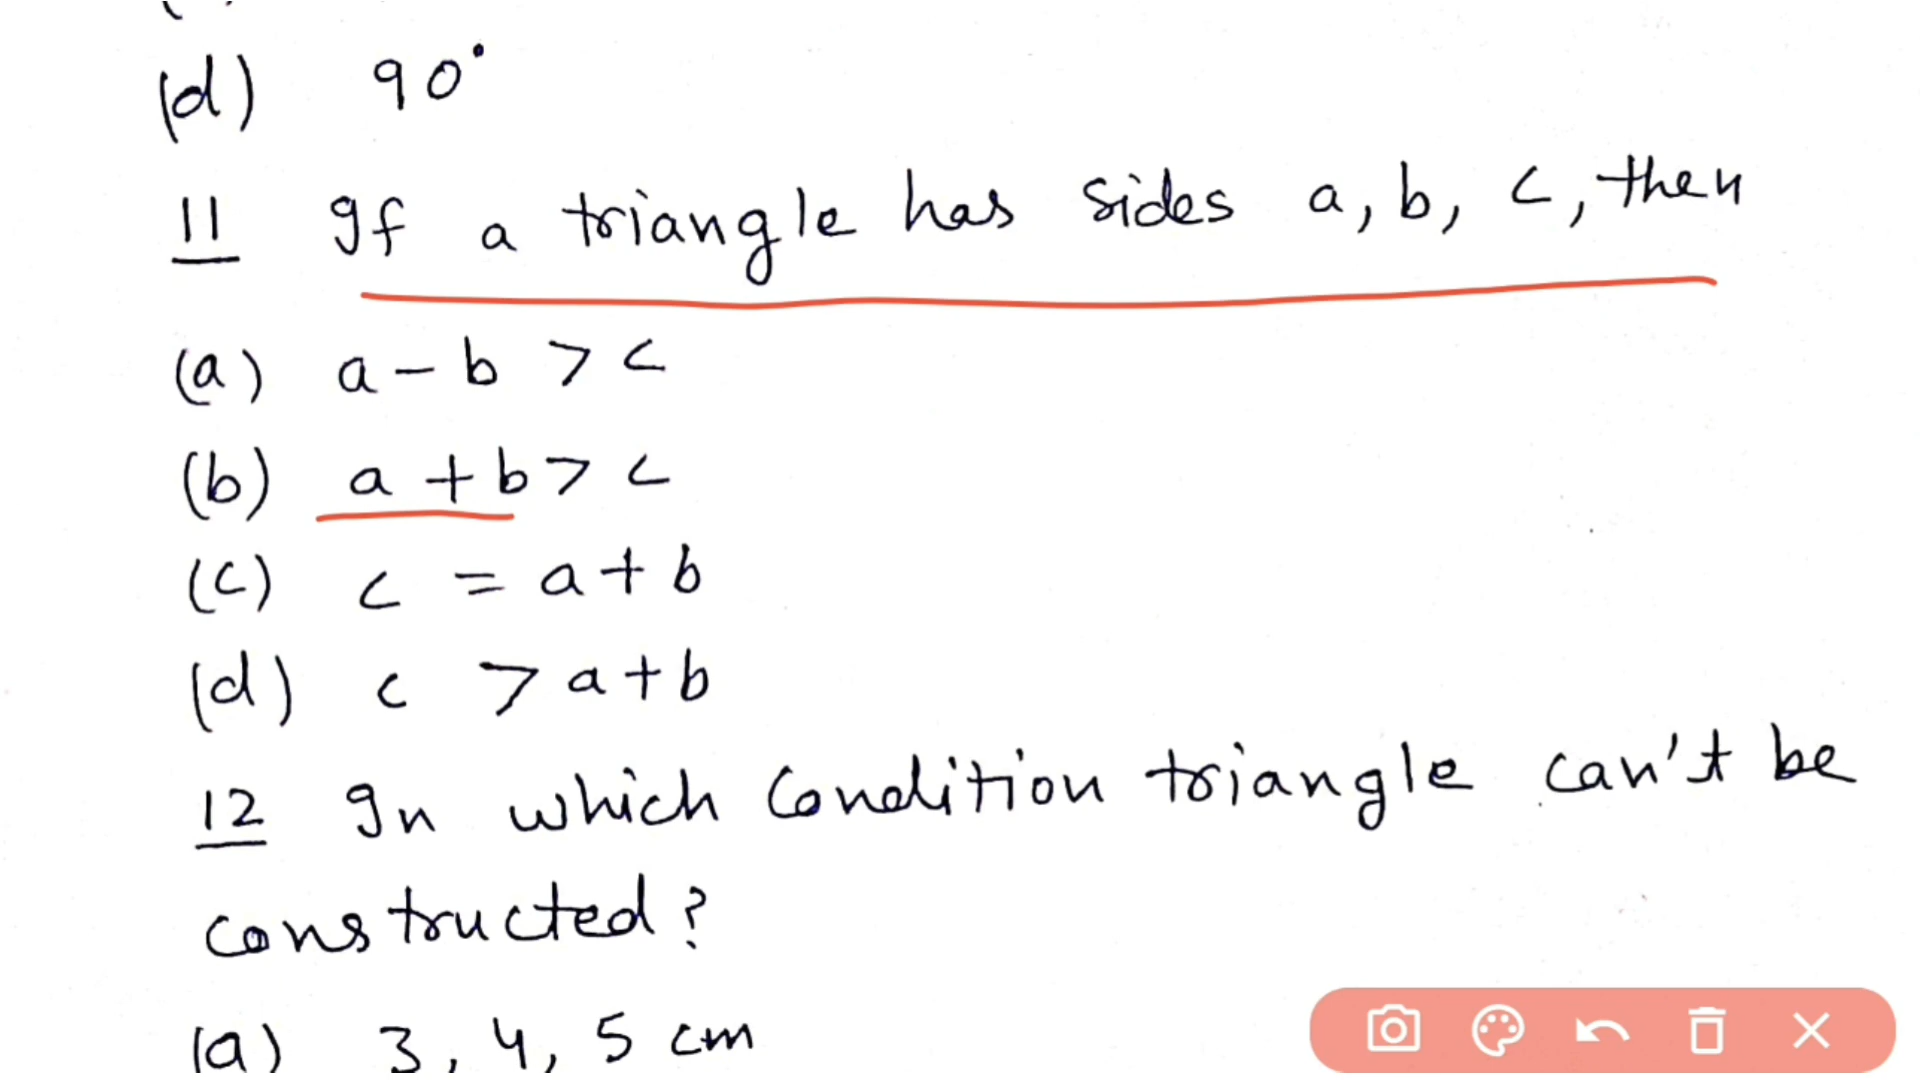 (d) 90°
11 If a triangle has sides a, b, c, then
(a) a - b > c
(b) a + b > c
(c) c = a + b
(d) c > a + b
12 In which condition triangle can't be
constructed?
(a) 3, 4, 5 cm